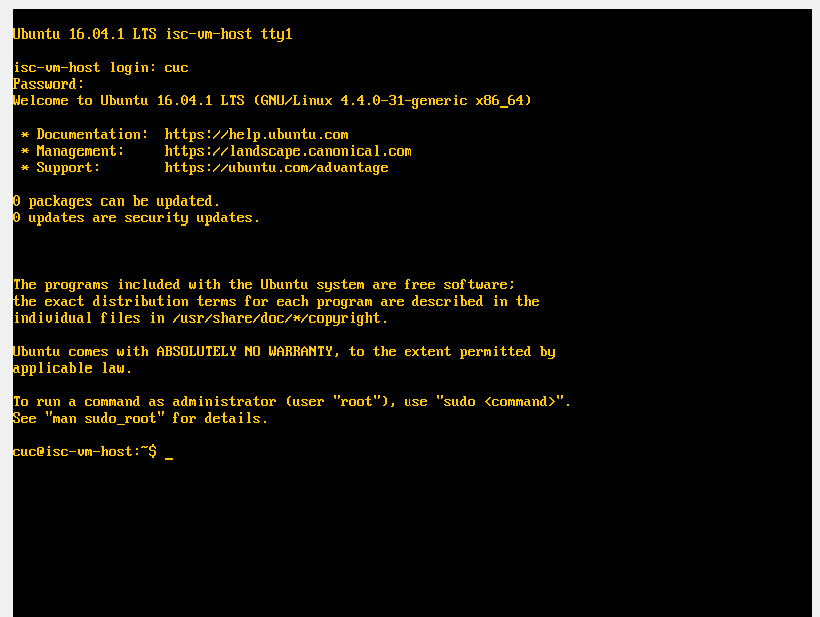 Ubuntu 16.04.1 LTS isc-vm-host tty1
isc-vm-host login: cuc
Password:
Welcome to Ubuntu 16.04.1 LTS (GNU/Linux 4.4.0-31-generic x86_64)
* Documentation:  https://help.ubuntu.com
* Management:     https://landscape.canonical.com
* Support:        https://ubuntu.com/advantage
0 packages can be updated.
0 updates are security updates.
The programs included with the Ubuntu system are free software;
the exact distribution terms for each program are described in the
individual files in /usr/share/doc/*/copyright.
Ubuntu comes with ABSOLUTELY NO WARRANTY, to the extent permitted by
applicable law.
To run a command as administrator (user "root"), use "sudo <command>".
See "man sudo_root" for details.
cuc@isc-vm-host:~$ _